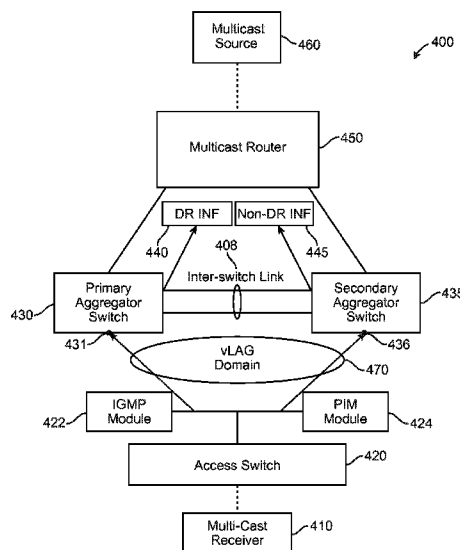 Multicast
Source
460
400
Multicast Router
450
DR INF
Non-DR INF
440
408
445
Inter-switch Link
Primary
Aggregator
Switch
430
431
Secondary
Aggregator
Switch
435
436
vLAG
Domain
470
IGMP
Module
422
PIM
Module
424
Access Switch
420
Multi-Cast
Receiver
410